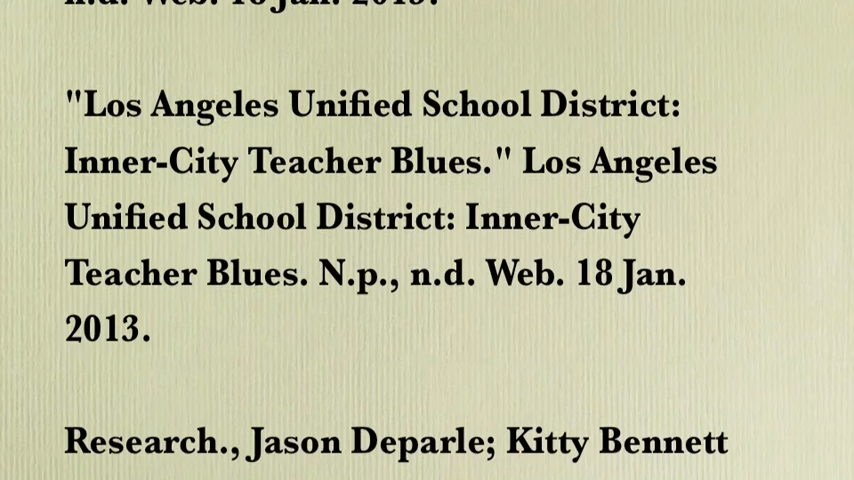 "Los Angeles Unified School District:
Inner-City Teacher Blues." Los Angeles
Unified School District: Inner-City
Teacher Blues. N.p., n.d. Web. 18 Jan.
2013.
Research., Jason Deparle; Kitty Bennett